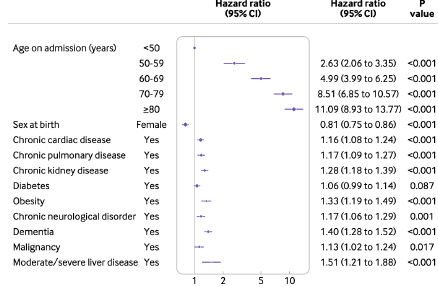 Hazard ratio Hazard ratio P
(95% CI) (95% CI) value
Age on admission (years) <50
50-59 2.63 (2.06 to 3.35) <0.001
60-69 4.99 (3.99 to 6.25) <0.001
70-79 8.51 (6.85 to 10.57) <0.001
≥80 11.09 (8.93 to 13.77) <0.001
Sex at birth Female 0.81 (0.75 to 0.86) <0.001
Chronic cardiac disease Yes 1.16 (1.08 to 1.24) <0.001
Chronic pulmonary disease Yes 1.17 (1.09 to 1.27) <0.001
Chronic kidney disease Yes 1.28 (1.18 to 1.39) <0.001
Diabetes Yes 1.06 (0.99 to 1.14) 0.087
Obesity Yes 1.33 (1.19 to 1.49) <0.001
Chronic neurological disorder Yes 1.17 (1.06 to 1.29) 0.001
Dementia Yes 1.40 (1.28 to 1.52) <0.001
Malignancy Yes 1.13 (1.02 to 1.24) 0.017
Moderate/severe liver disease Yes 1.51 (1.21 to 1.88) <0.001
1 2 5 10